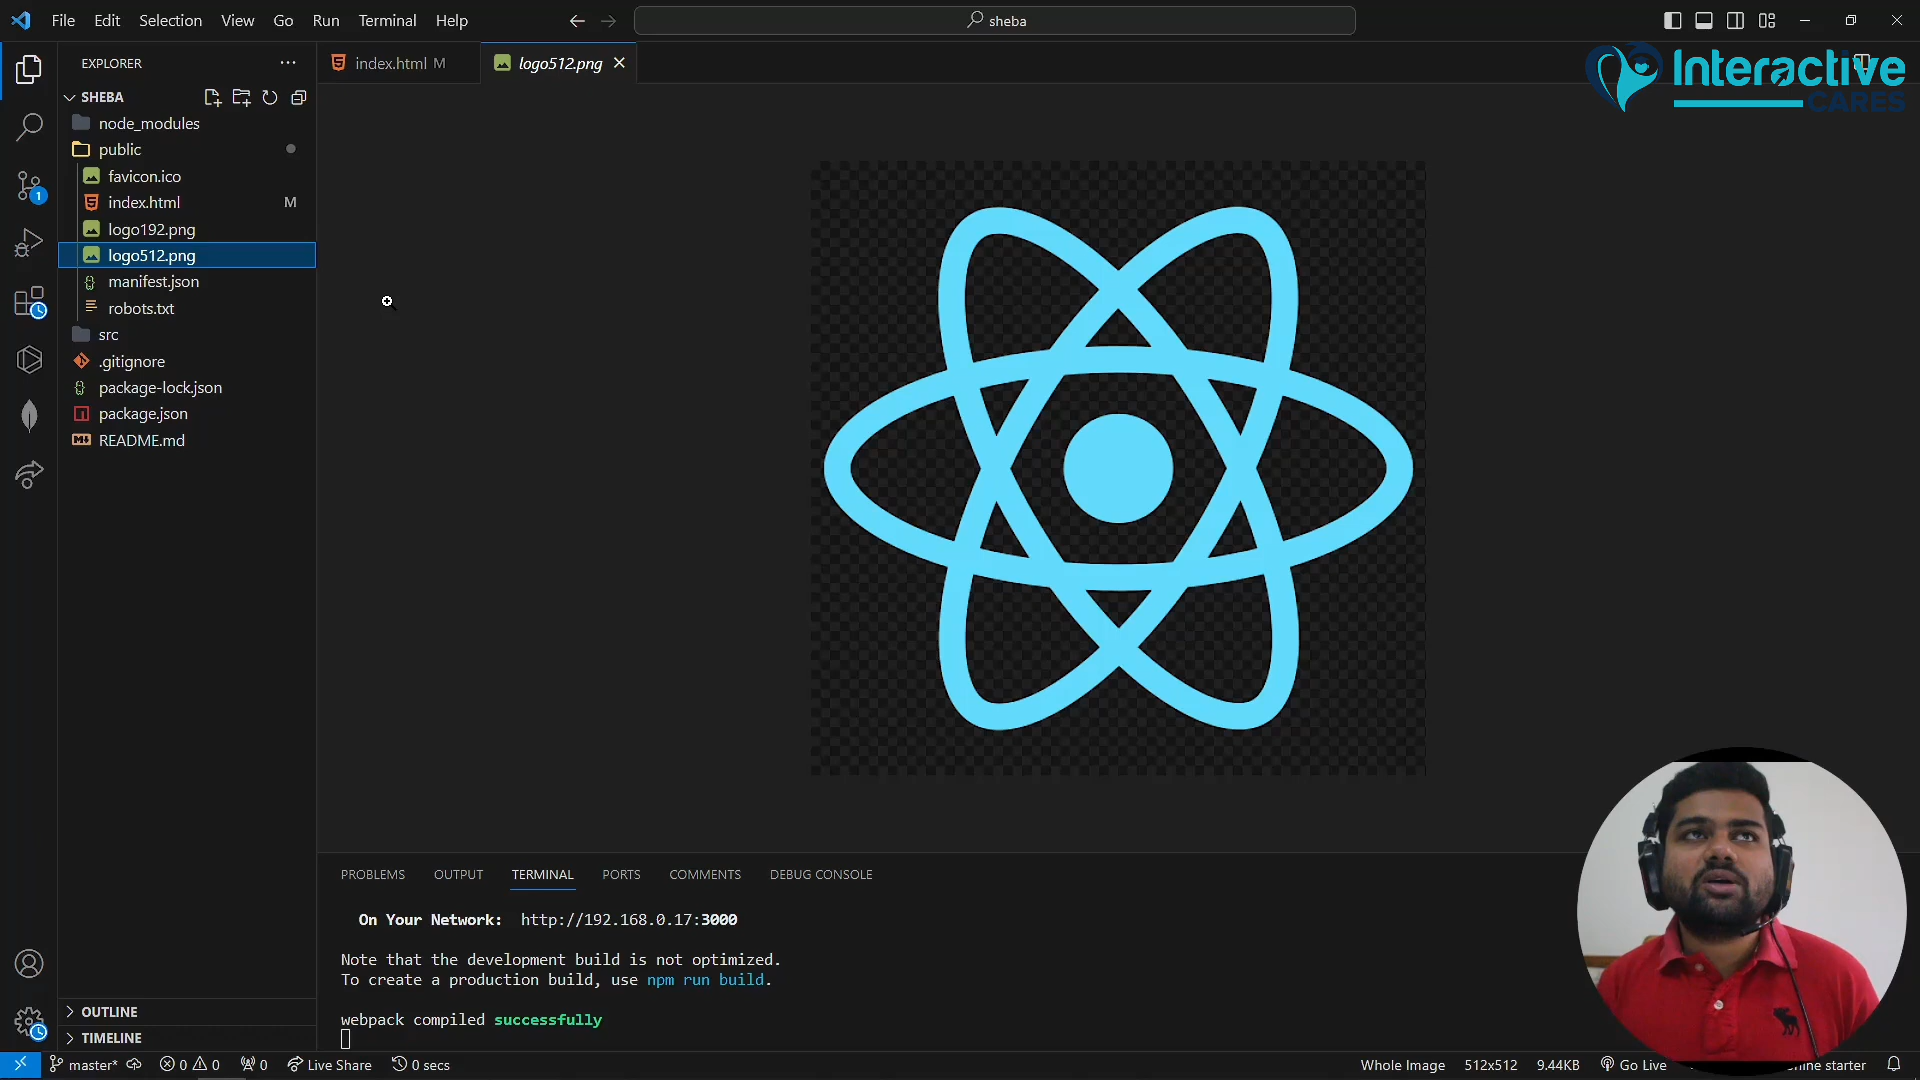 File Edit Selection View Go Run Terminal Help
sheba
EXPLORER
index.html M
logo512.png
Interactive
CARES
SHEBA
node_modules
public
favicon.ico
index.html M
logo192.png
logo512.png
manifest.json
robots.txt
src
.gitignore
package-lock.json
package.json
README.md
OUTLINE
TIMELINE
PROBLEMS OUTPUT TERMINAL PORTS COMMENTS DEBUG CONSOLE
On Your Network: http://192.168.0.17:3000
Note that the development build is not optimized.
To create a production build, use npm run build.
webpack compiled successfully
1
master* 0 0 0 Live Share 0 secs
Whole Image 512x512 9.44KB Go Live starter